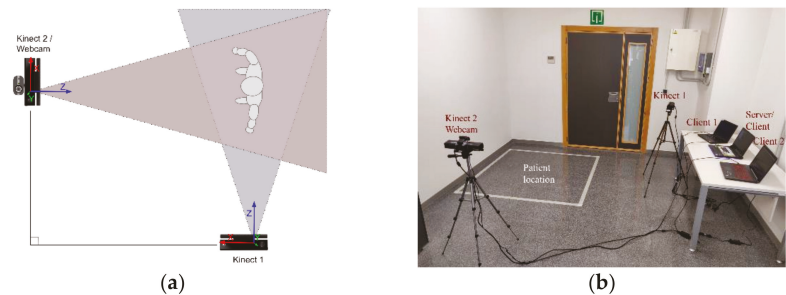 Kinect 2 /
Webcam
Z
Z
Kinect 1
(a)
Kinect 1
Kinect 2
Webcam
Client 1
Server/
Client
Client 2
Patient
location
(b)